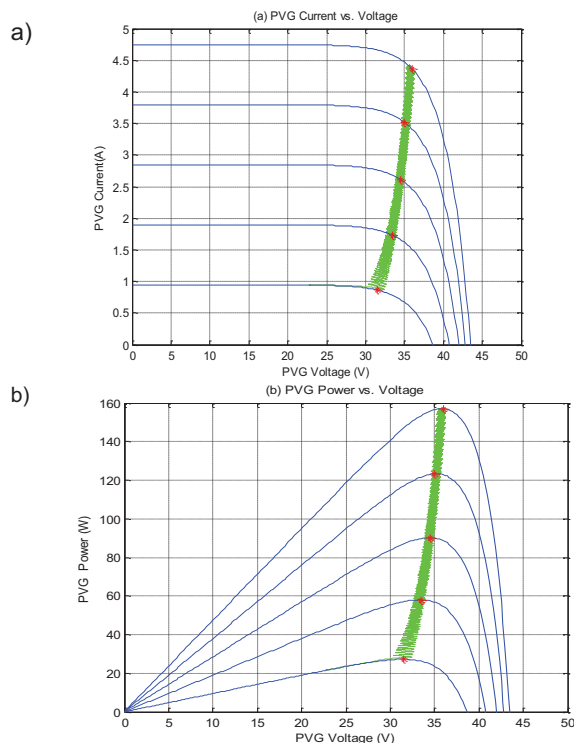 a)
(a) PVG Current vs. Voltage
5
4.5
4
3.5
3
2.5
2
1.5
1
0.5
0
PVG Current(A)
0 5 10 15 20 25 30 35 40 45 50
PVG Voltage (V)
b)
(b) PVG Power vs. Voltage
160
140
120
100
80
60
40
20
0
PVG Power (W)
0 5 10 15 20 25 30 35 40 45 50
PVG Voltage (V)